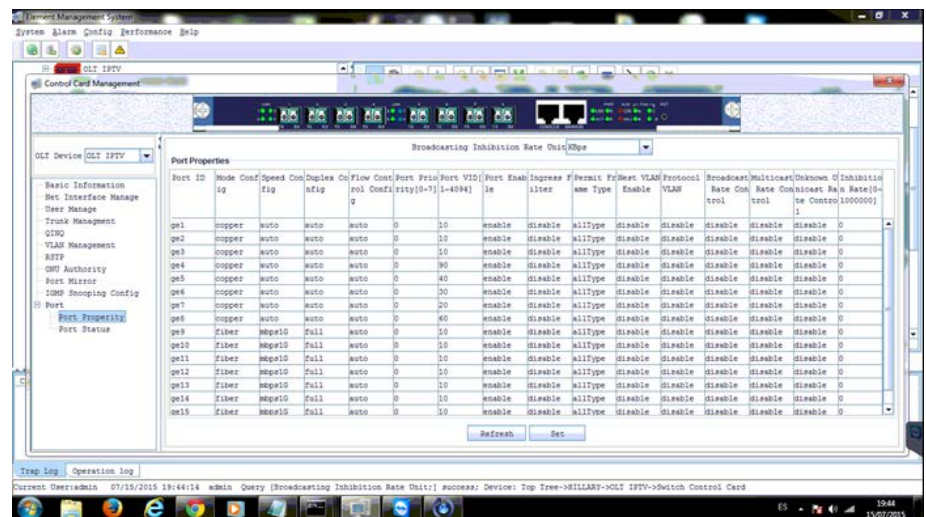 Element Management System
System Alarm Config Performance Help
OLT IPTV
Control Card Management
CONSOLE MANAGE
OLT Device OLT IPTV
Broadcasting Inhibition Rate Unit KBps
Port Properties
Basic Information
Net Interface Manage
User Manage
Trunk Managment
QINQ
VLAN Management
RSTP
ONU Authority
Port Mirror
IGMP Snooping Config
Port
Port Properity
Port Status
Port ID Mode Config Speed Config Duplex Config Flow Control Config Port Priority[0-7] Port VID[1-4094] Port Enable Ingress Filter Permit Frame Type Nest VLAN Enable Protocol VLAN Broadcast Rate Control Multicast Rate Control Unknown Unicast Rate Control Inhibition Rate[0-1000000]
ge1 copper auto auto auto 0 10 enable disable allType disable disable disable disable disable 0
ge2 copper auto auto auto 0 10 enable disable allType disable disable disable disable disable 0
ge3 copper auto auto auto 0 10 enable disable allType disable disable disable disable disable 0
ge4 copper auto auto auto 0 90 enable disable allType disable disable disable disable disable 0
ge5 copper auto auto auto 0 40 enable disable allType disable disable disable disable disable 0
ge6 copper auto auto auto 0 30 enable disable allType disable disable disable disable disable 0
ge7 copper auto auto auto 0 20 enable disable allType disable disable disable disable disable 0
ge8 copper auto auto auto 0 60 enable disable allType disable disable disable disable disable 0
ge9 fiber mbps1G full auto 0 10 enable disable allType disable disable disable disable disable 0
ge10 fiber mbps1G full auto 0 10 enable disable allType disable disable disable disable disable 0
ge11 fiber mbps1G full auto 0 10 enable disable allType disable disable disable disable disable 0
ge12 fiber mbps1G full auto 0 10 enable disable allType disable disable disable disable disable 0
ge13 fiber mbps1G full auto 0 10 enable disable allType disable disable disable disable disable 0
ge14 fiber mbps1G full auto 0 10 enable disable allType disable disable disable disable disable 0
ge15 fiber mbps1G full auto 0 10 enable disable allType disable disable disable disable disable 0
Refresh Set
Trap Log Operation log
Current User:admin 07/15/2015 19:44:14 admin Query [Broadcasting Inhibition Rate Unit;] success; Device: Top Tree->HILLARY->OLT IPTV->Switch Control Card
ES 19:44
15/07/2015